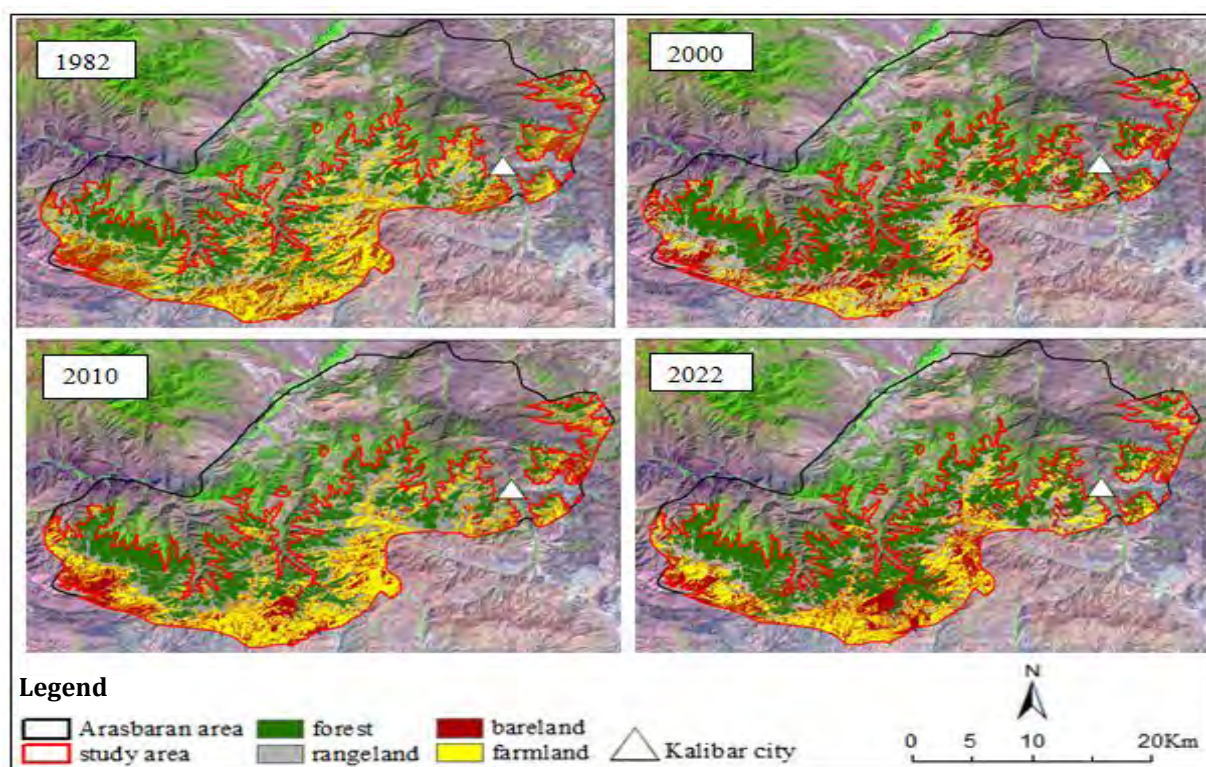 1982
2000
2010
2022
Legend
Arasbaran area
forest
bareland
study area
rangeland
farmland
Kalibar city
N
0 5 10 20Km